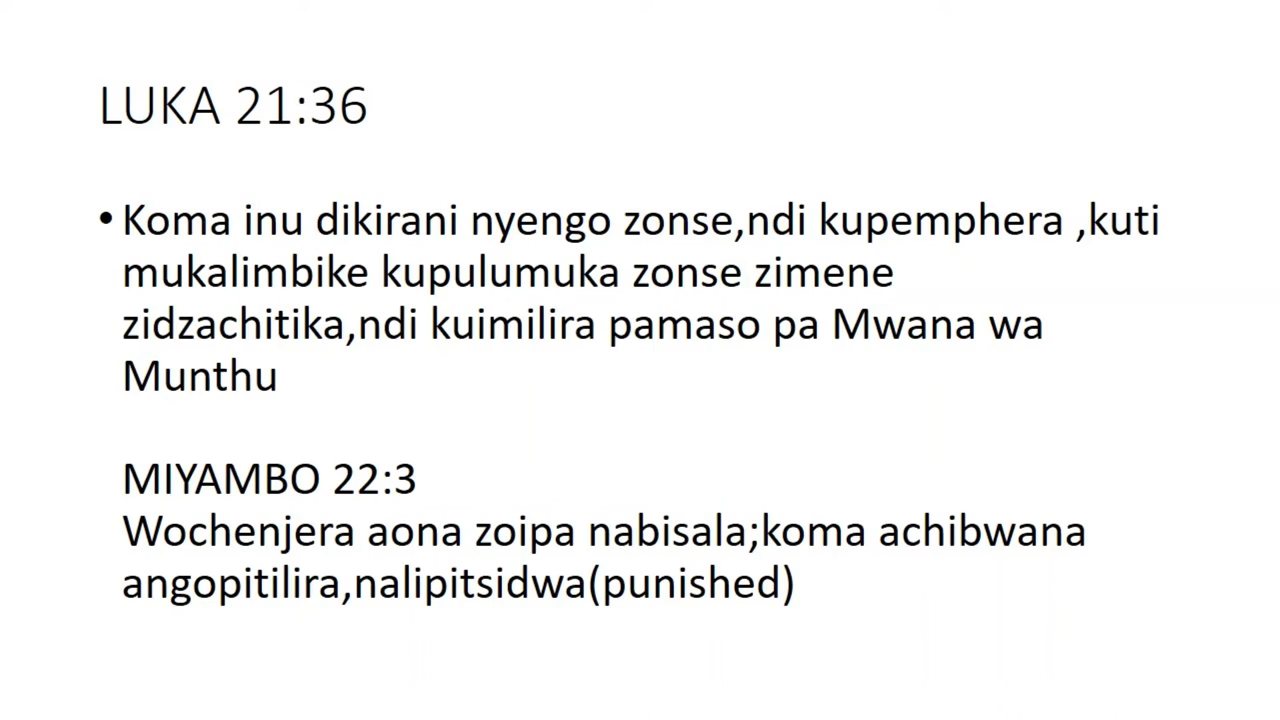 LUKA 21:36
• Koma inu dikirani nyengo zonse,ndi kupemphera ,kuti
mukalimbike kupulumuka zonse zimene
zidzachitika,ndi kuimilira pamaso pa Mwana wa
Munthu
MIYAMBO 22:3
Wochenjera aona zoipa nabisala;koma achibwana
angopitilira,nalipitsidwa(punished)